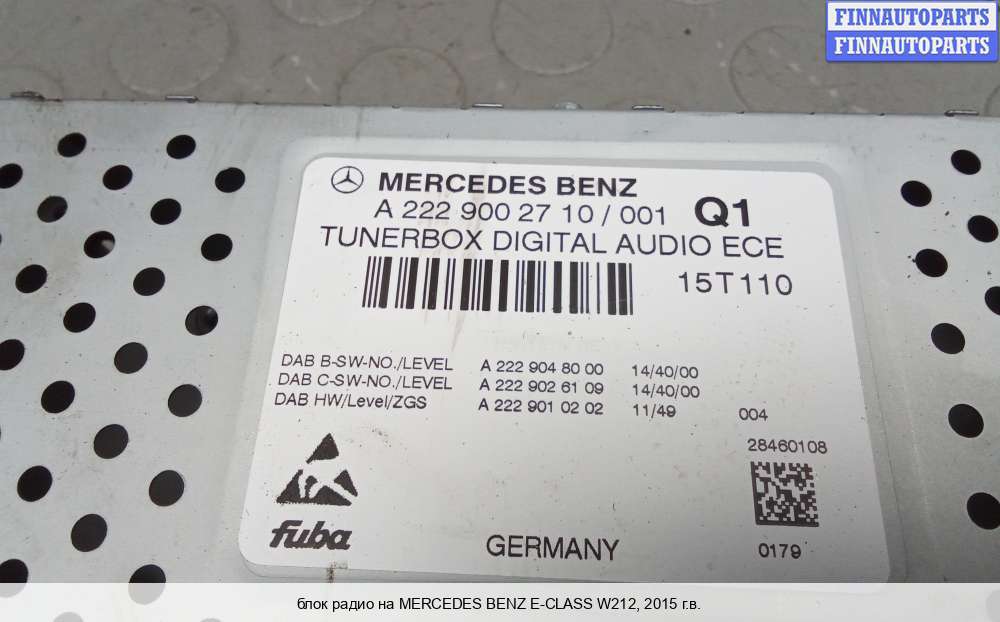 FINNAUTOPARTS
FINNAUTOPARTS
MERCEDES BENZ
A 222 900 27 10 / 001 Q1
TUNERBOX DIGITAL AUDIO ECE
15T110
DAB B-SW-NO./LEVEL A 222 904 80 00 14/40/00
DAB C-SW-NO./LEVEL A 222 902 61 09 14/40/00
DAB HW/Level/ZGS A 222 901 02 02 11/49 004
28460108
fuba
GERMANY
0179
блок радио на MERCEDES BENZ E-CLASS W212, 2015 г.в.